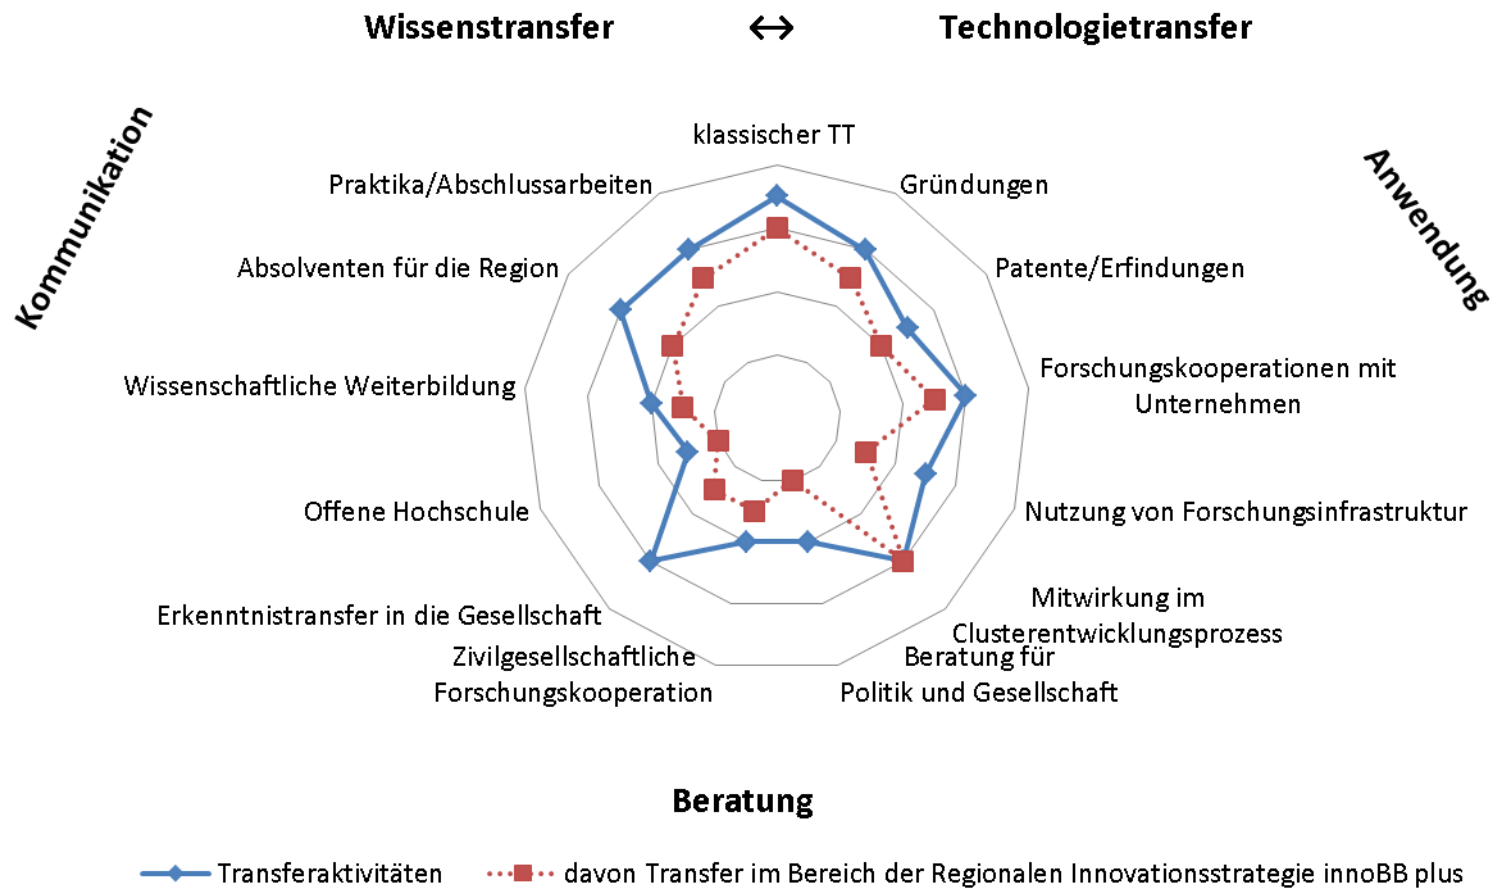 Wissenstransfer ↔ Technologietransfer
Kommunikation
Anwendung
klassischer TT
Praktika/Abschlussarbeiten
Gründungen
Absolventen für die Region
Patente/Erfindungen
Wissenschaftliche Weiterbildung
Forschungskooperationen mit
Unternehmen
Offene Hochschule
Nutzung von Forschungsinfrastruktur
Erkenntnistransfer in die Gesellschaft
Mitwirkung im
Clusterentwicklungsprozess
Zivilgesellschaftliche
Forschungskooperation
Beratung für
Politik und Gesellschaft
Beratung
Transferaktivitäten
davon Transfer im Bereich der Regionalen Innovationsstrategie innoBB plus